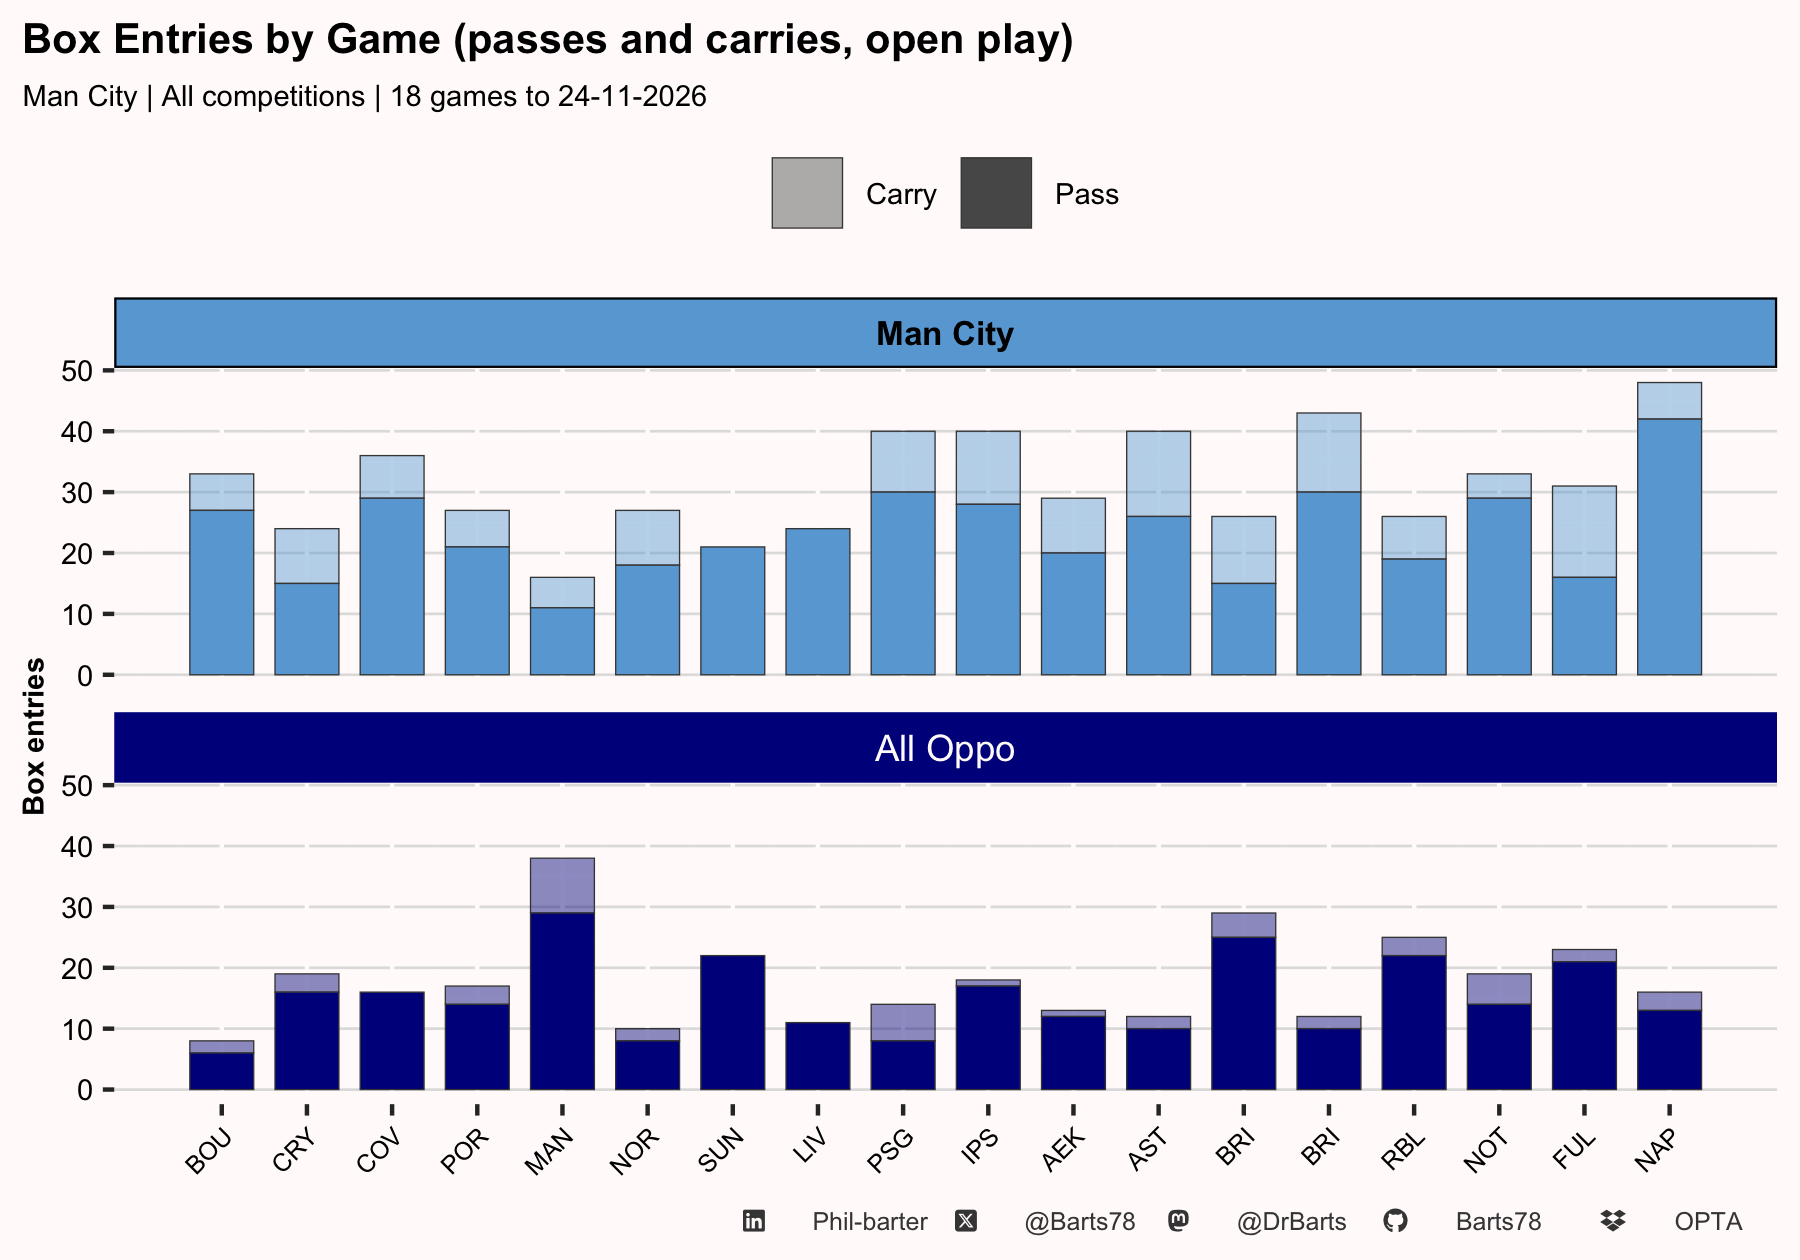 Box Entries by Game (passes and carries, open play)
Man City | All competitions | 18 games to 24-11-2026
Carry
Pass
Man City
50
40
30
20
10
0
Box entries
All Oppo
50
40
30
20
10
0
BOU
CRY
COV
POR
MAN
NOR
SUN
LIV
PSG
IPS
AEK
AST
BRI
BRI
RBL
NOT
FUL
NAP
Phil-barter
@Barts78
@DrBarts
Barts78
OPTA